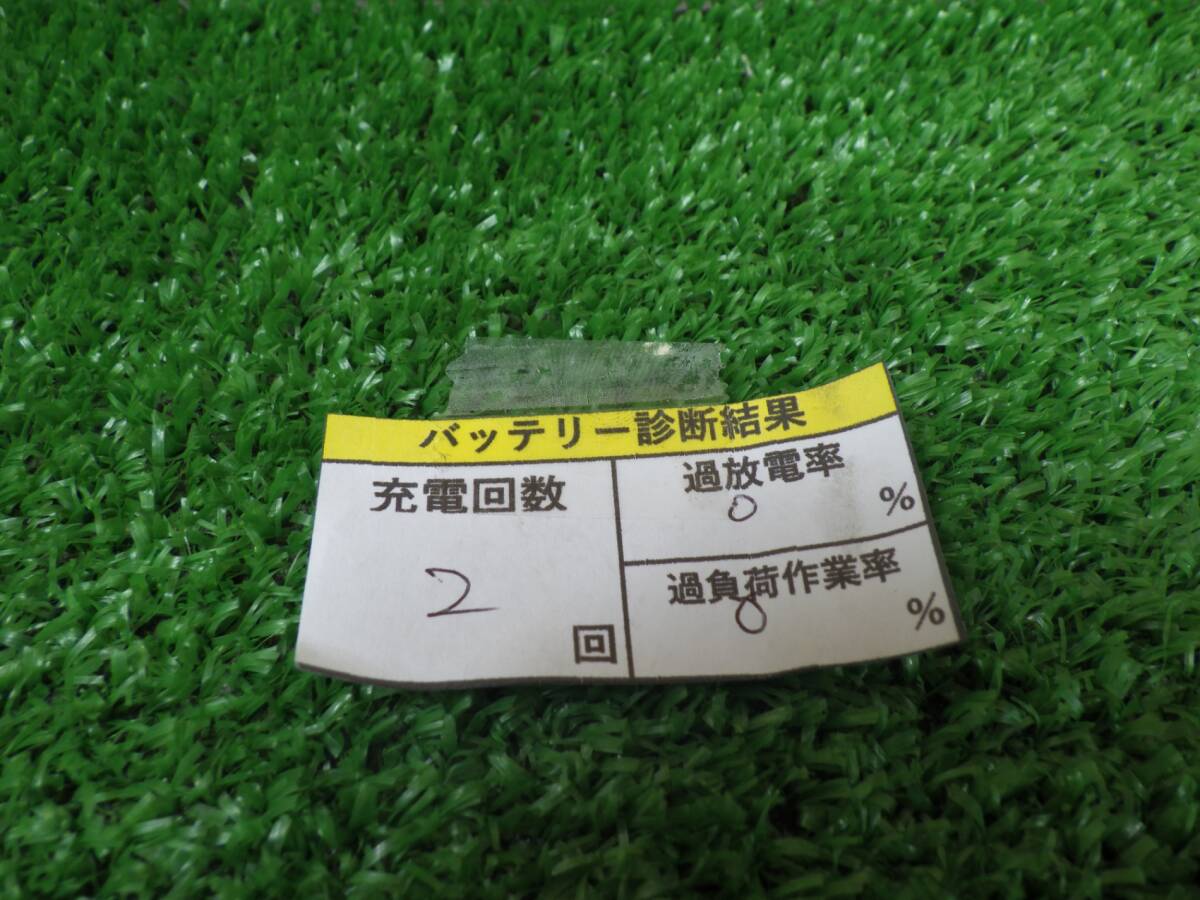 バッテリー診断結果
充電回数
2
回
過放電率
0 %
過負荷作業率
0 %